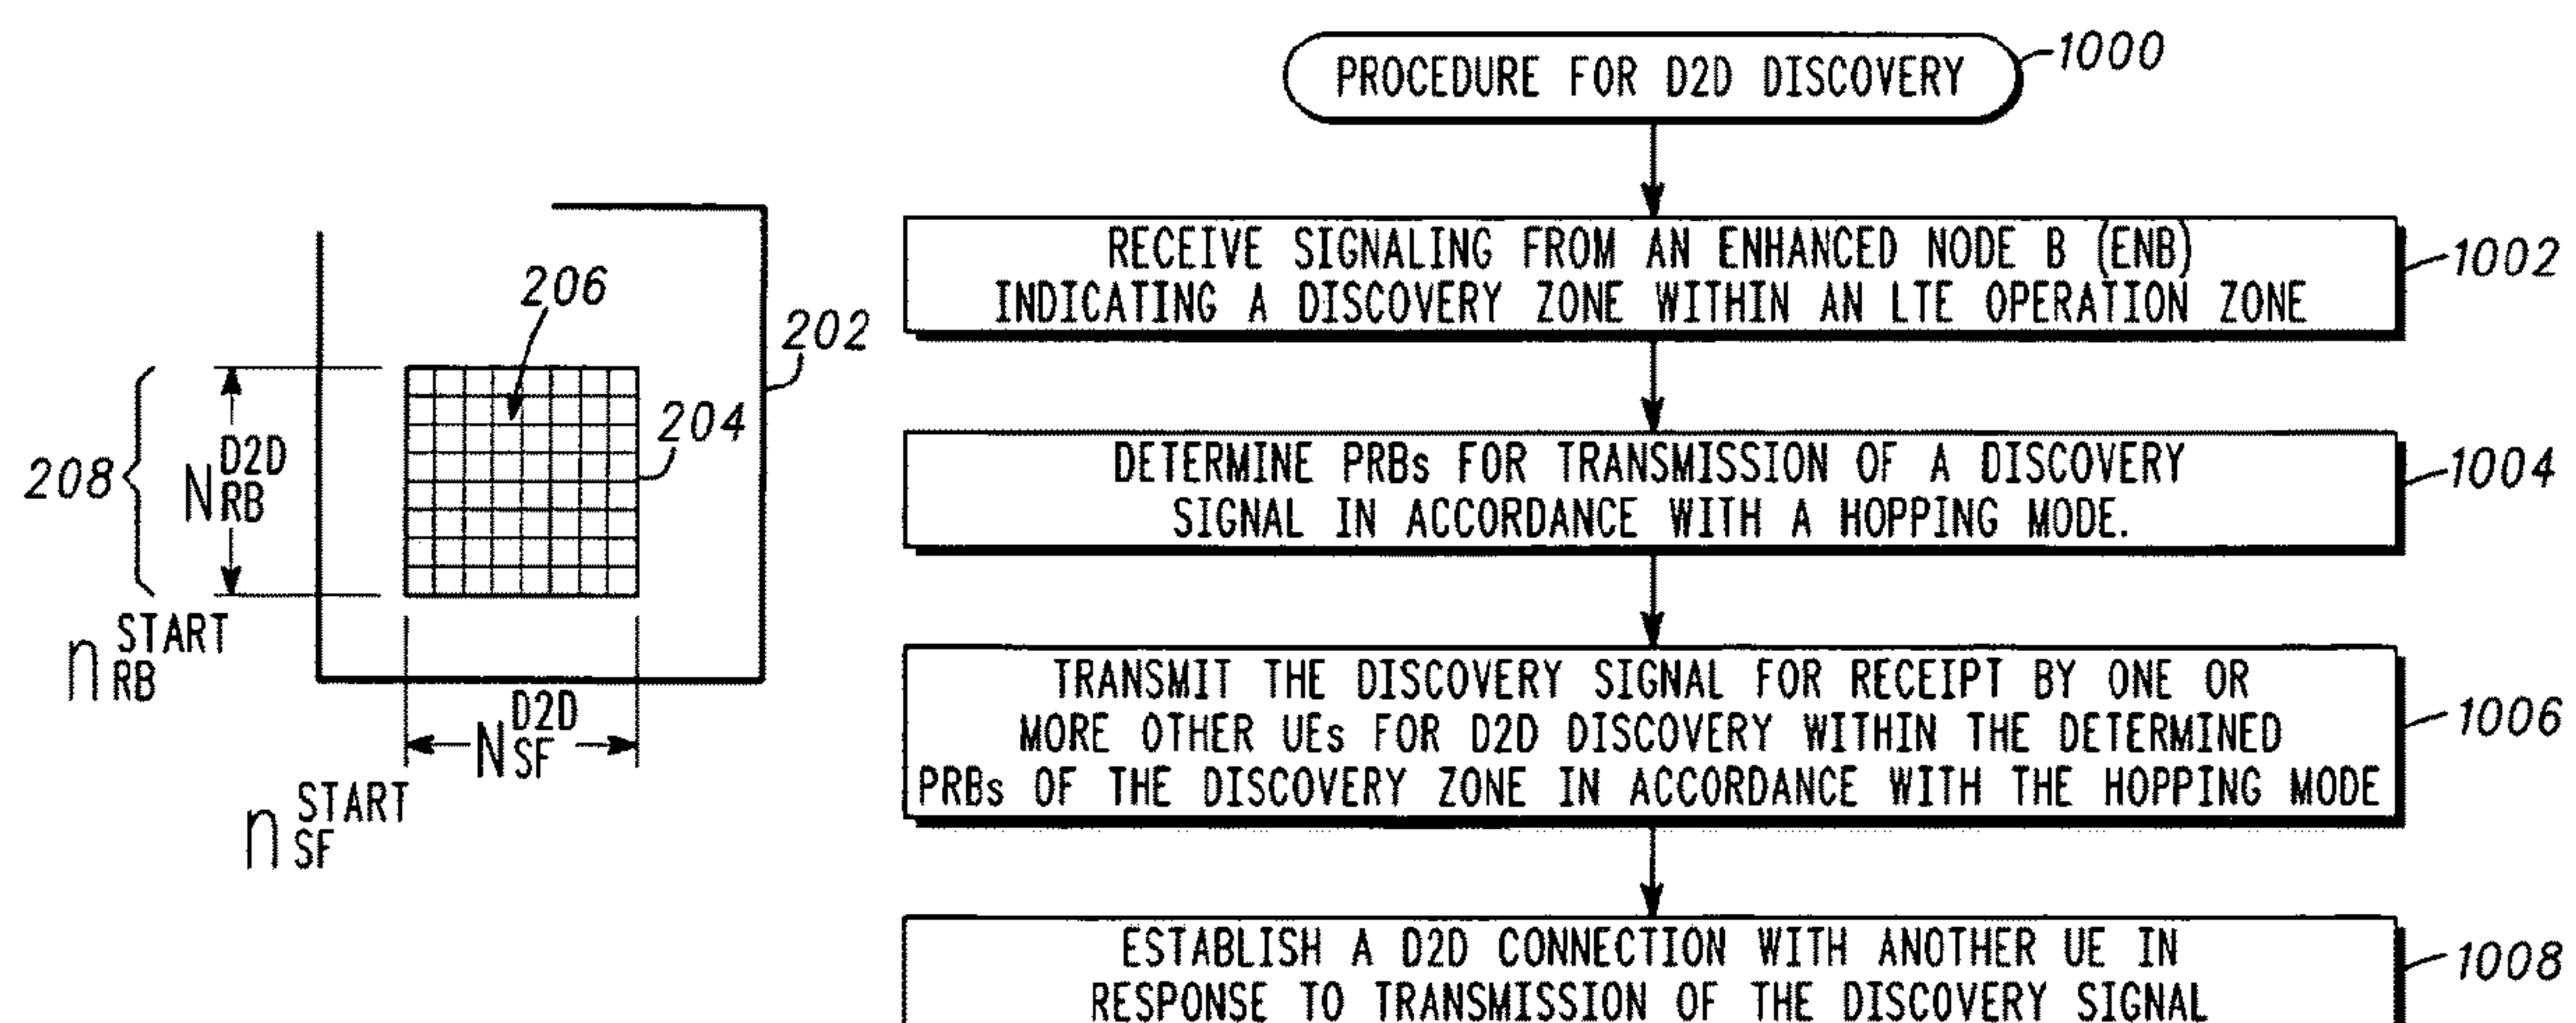 206
202
204
208
N_RB^D2D
n_RB^START
N_SF^D2D
n_SF^START
PROCEDURE FOR D2D DISCOVERY
1000
RECEIVE SIGNALING FROM AN ENHANCED NODE B (ENB)
INDICATING A DISCOVERY ZONE WITHIN AN LTE OPERATION ZONE
1002
DETERMINE PRBs FOR TRANSMISSION OF A DISCOVERY
SIGNAL IN ACCORDANCE WITH A HOPPING MODE.
1004
TRANSMIT THE DISCOVERY SIGNAL FOR RECEIPT BY ONE OR
MORE OTHER UEs FOR D2D DISCOVERY WITHIN THE DETERMINED
PRBs OF THE DISCOVERY ZONE IN ACCORDANCE WITH THE HOPPING MODE
1006
ESTABLISH A D2D CONNECTION WITH ANOTHER UE IN
RESPONSE TO TRANSMISSION OF THE DISCOVERY SIGNAL
1008